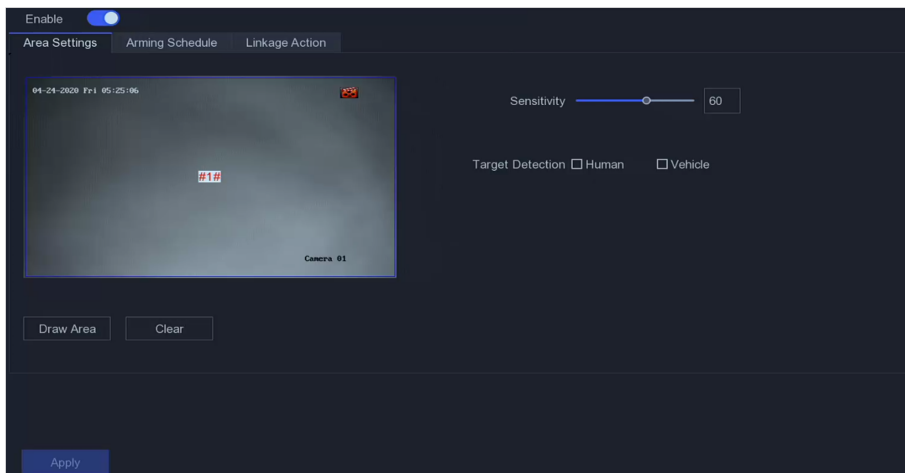 Enable
Area Settings Arming Schedule Linkage Action
04-24-2020 Fri 05:25:06
Sensitivity 60
Target Detection Human Vehicle
#1#
Camera 01
Draw Area Clear
Apply